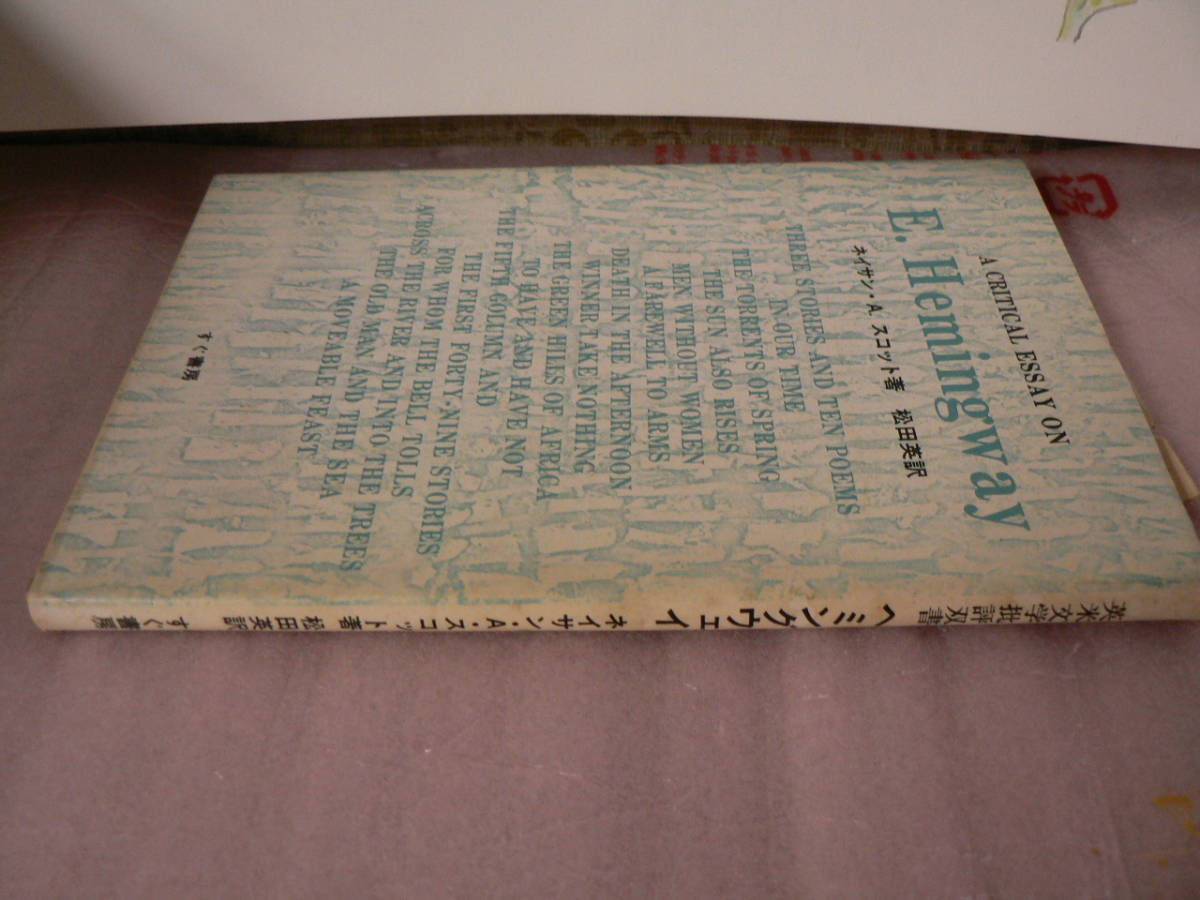 A CRITICAL ESSAY ON
E. Hemingway
ネイサン・A. スコット著 松田英訳
THREE STORIES AND TEN POEMS
IN OUR TIME
THE TORRENTS OF SPRING
THE SUN ALSO RISES
MEN WITHOUT WOMEN
A FAREWELL TO ARMS
DEATH IN THE AFTERNOON
WINNER TAKE NOTHING
THE GREEN HILLS OF AFRICA
TO HAVE AND HAVE NOT
THE FIFTH COLUMN AND
THE FIRST FORTY-NINE STORIES
FOR WHOM THE BELL TOLLS
ACROSS THE RIVER AND INTO THE TREES
THE OLD MAN AND THE SEA
A MOVEABLE FEAST
すぐ書房
英米文学批評双書
ヘミングウェイ
ネイサン・A・スコット著 松田英訳
すぐ書房